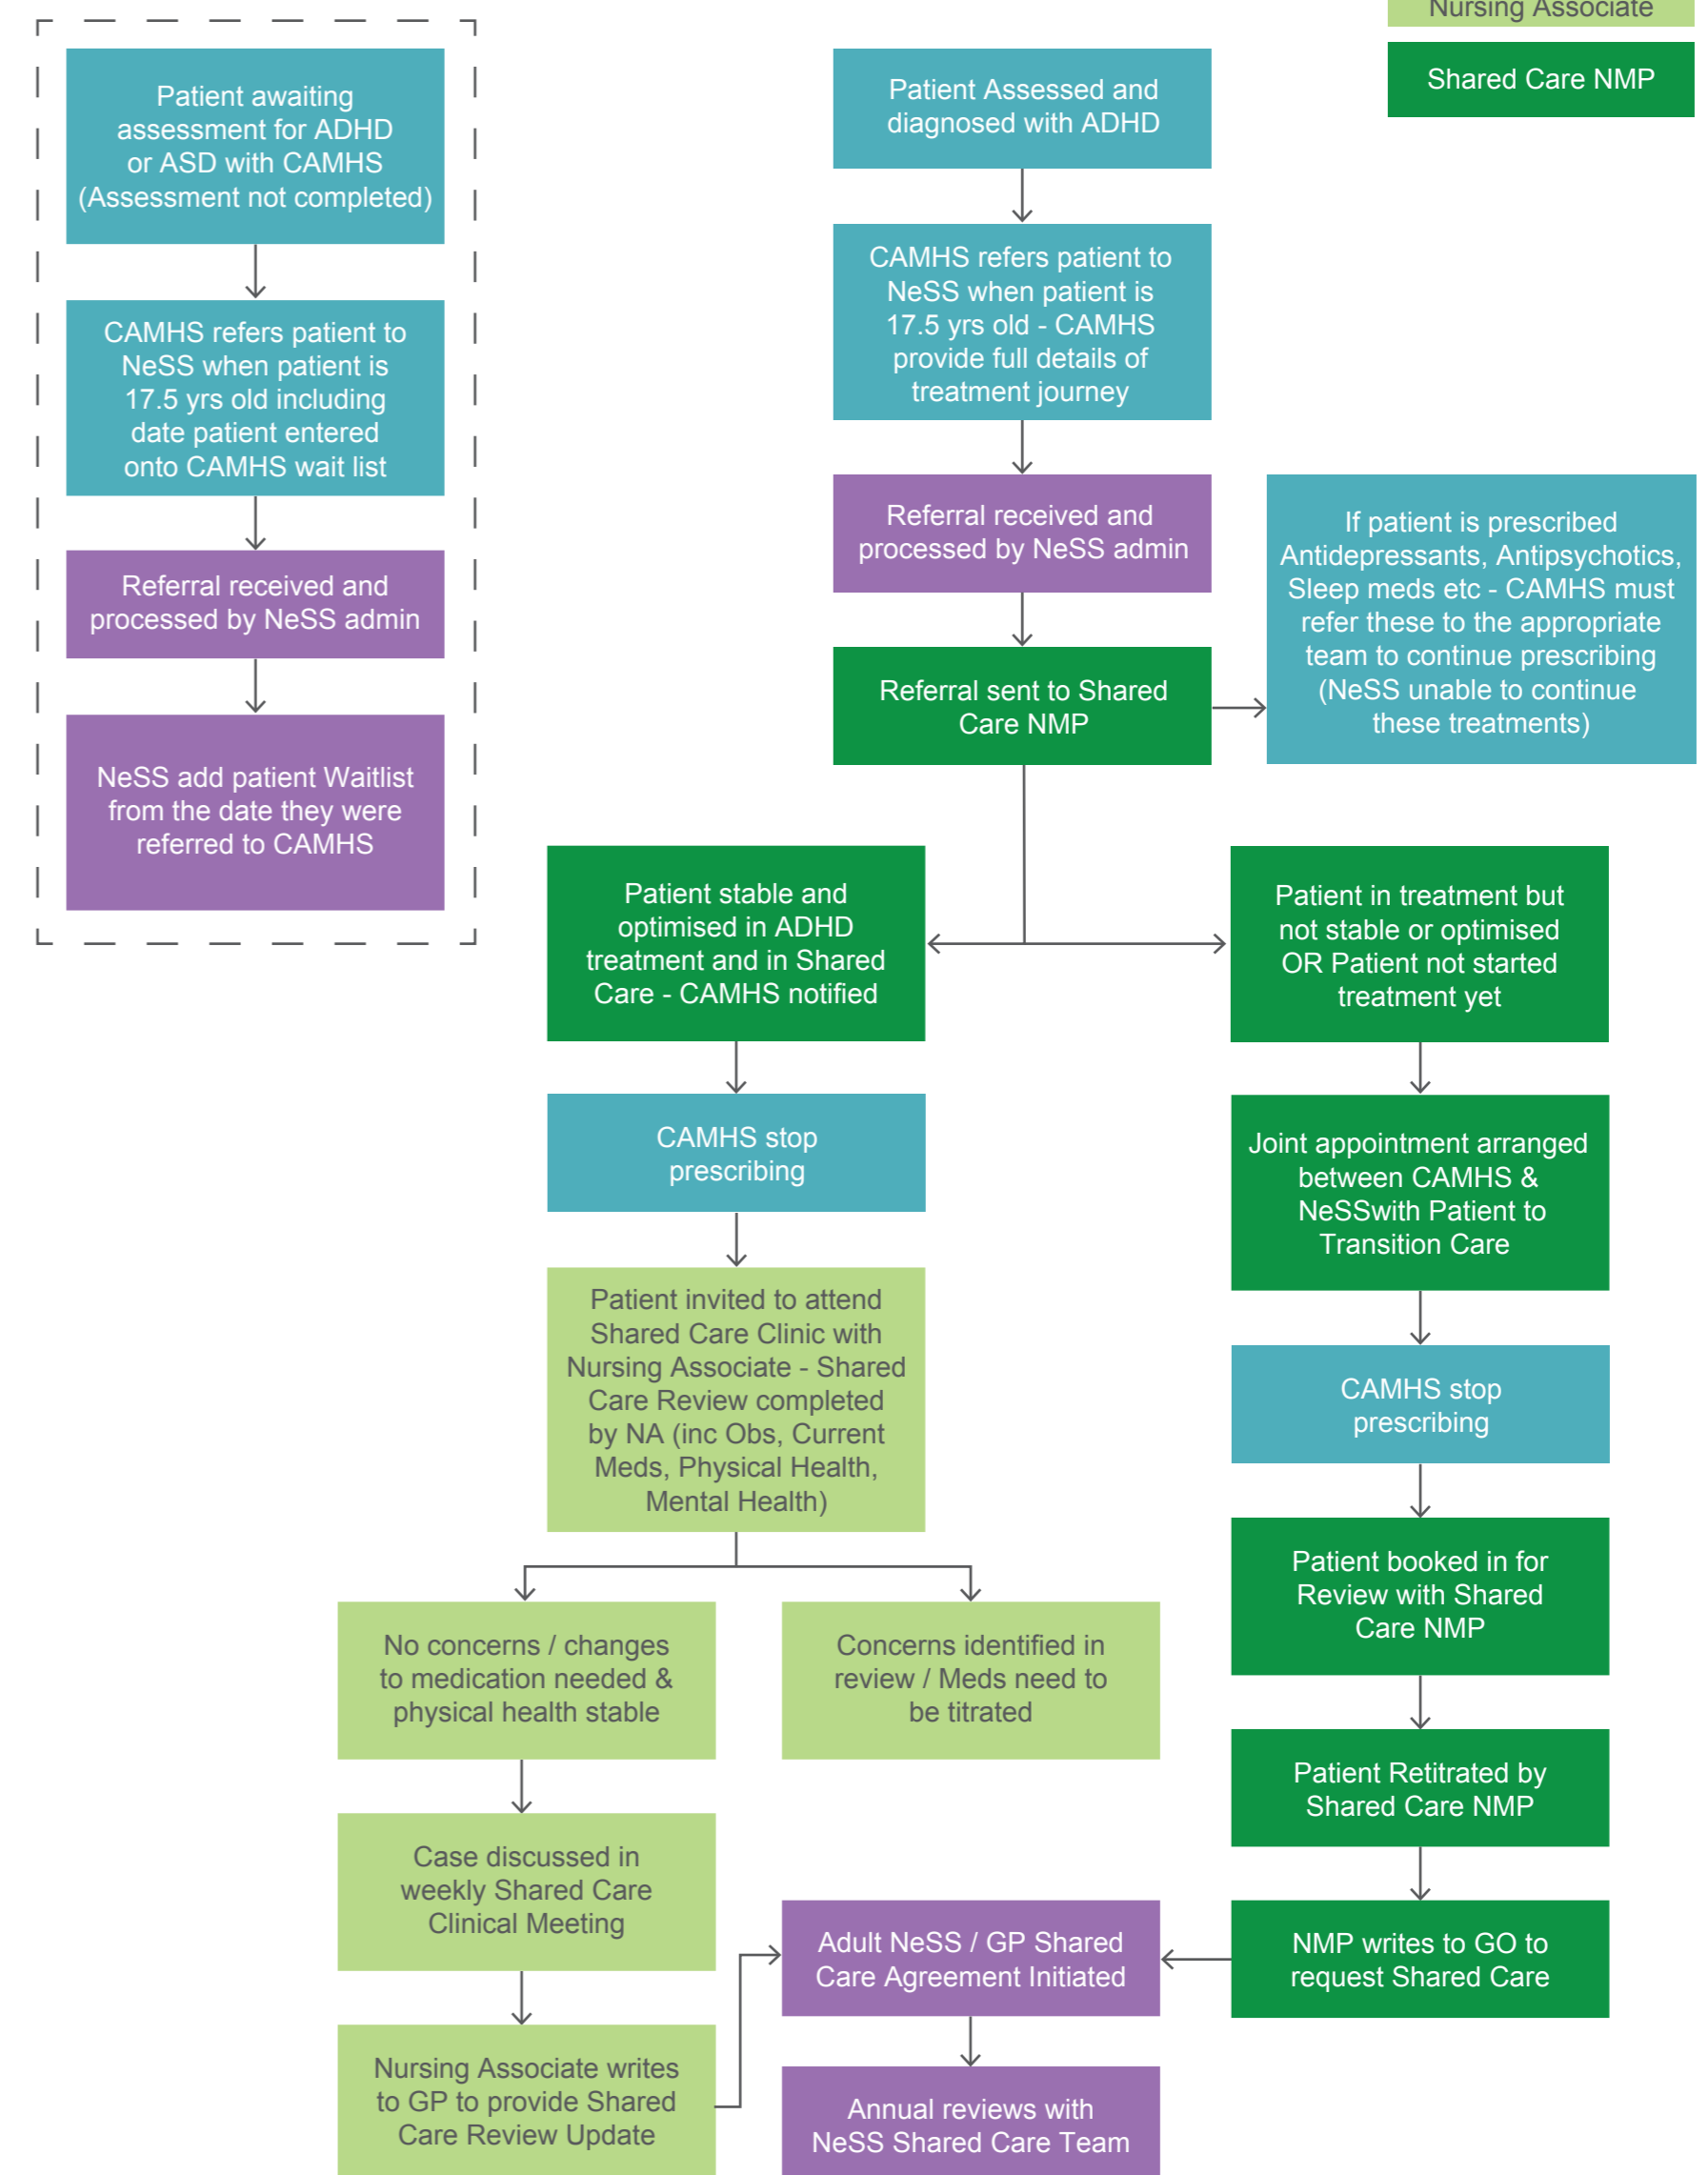 Nursing Associate
Shared Care NMP
Patient awaiting
assessment for ADHD
or ASD with CAMHS
(Assessment not completed)
CAMHS refers patient to
NeSS when patient is
17.5 yrs old including
date patient entered
onto CAMHS wait list
Referral received and
processed by NeSS admin
NeSS add patient Waitlist
from the date they were
referred to CAMHS
Patient Assessed and
diagnosed with ADHD
CAMHS refers patient to
NeSS when patient is
17.5 yrs old - CAMHS
provide full details of
treatment journey
Referral received and
processed by NeSS admin
Referral sent to Shared
Care NMP
If patient is prescribed
Antidepressants, Antipsychotics,
Sleep meds etc - CAMHS must
refer these to the appropriate
team to continue prescribing
(NeSS unable to continue
these treatments)
Patient stable and
optimised in ADHD
treatment and in Shared
Care - CAMHS notified
CAMHS stop
prescribing
Patient invited to attend
Shared Care Clinic with
Nursing Associate - Shared
Care Review completed
by NA (inc Obs, Current
Meds, Physical Health,
Mental Health)
No concerns / changes
to medication needed &
physical health stable
Case discussed in
weekly Shared Care
Clinical Meeting
Nursing Associate writes
to GP to provide Shared
Care Review Update
Concerns identified in
review / Meds need to
be titrated
Patient in treatment but
not stable or optimised
OR Patient not started
treatment yet
Joint appointment arranged
between CAMHS &
NeSSwith Patient to
Transition Care
CAMHS stop
prescribing
Patient booked in for
Review with Shared
Care NMP
Patient Retitrated by
Shared Care NMP
NMP writes to GO to
request Shared Care
Adult NeSS / GP Shared
Care Agreement Initiated
Annual reviews with
NeSS Shared Care Team